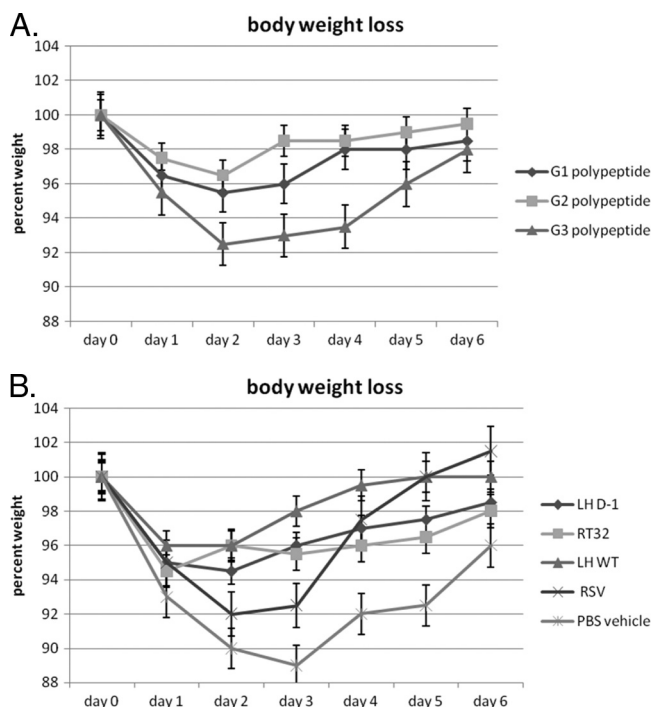 A.
body weight loss
104
102
100
98
96
94
92
90
88
percent weight
day 0 day 1 day 2 day 3 day 4 day 5 day 6
G1 polypeptide
G2 polypeptide
G3 polypeptide
B.
body weight loss
104
102
100
98
96
94
92
90
88
percent weight
day 0 day 1 day 2 day 3 day 4 day 5 day 6
LH D-1
RT32
LH WT
RSV
PBS vehicle